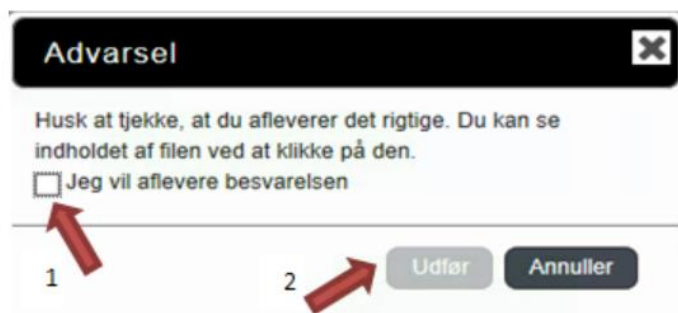 Advarsel
Husk at tjekke, at du afleverer det rigtige. Du kan se
indholdet af filen ved at klikke på den.
Jeg vil aflevere besvarelsen
1
2
Udfør
Annuller